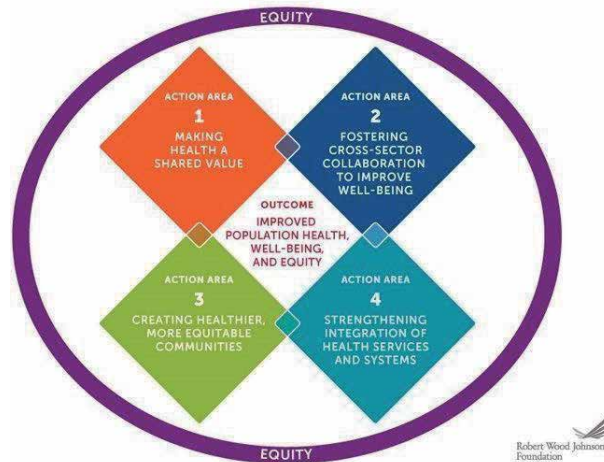 EQUITY
ACTION AREA
1
MAKING
HEALTH A
SHARED VALUE
ACTION AREA
2
FOSTERING
CROSS-SECTOR
COLLABORATION
TO IMPROVE
WELL-BEING
OUTCOME
IMPROVED
POPULATION HEALTH,
WELL-BEING,
AND EQUITY
ACTION AREA
3
CREATING HEALTHIER,
MORE EQUITABLE
COMMUNITIES
ACTION AREA
4
STRENGTHENING
INTEGRATION OF
HEALTH SERVICES
AND SYSTEMS
EQUITY
Robert Wood Johnson
Foundation